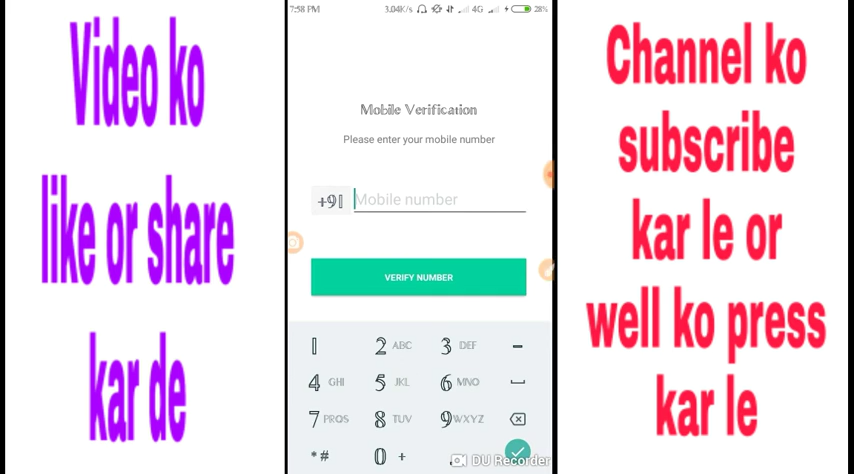 Video ko
like or share
kar de
7:58 PM
3.04K/s
4G
28%
Mobile Verification
Please enter your mobile number
+91
Mobile number
VERIFY NUMBER
1
2 ABC
3 DEF
-
4 GHI
5 JKL
6 MNO
7 PQRS
8 TUV
9 WXYZ
*#
0 +
DU Recorder
Channel ko
subscribe
kar le or
well ko press
kar le